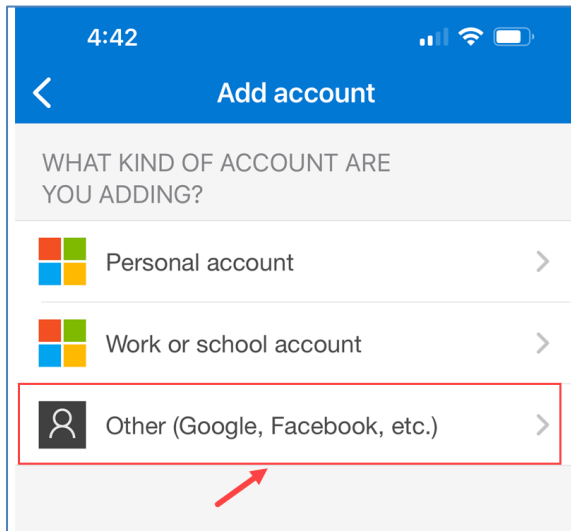 4:42
Add account
WHAT KIND OF ACCOUNT ARE
YOU ADDING?
Personal account
Work or school account
Other (Google, Facebook, etc.)